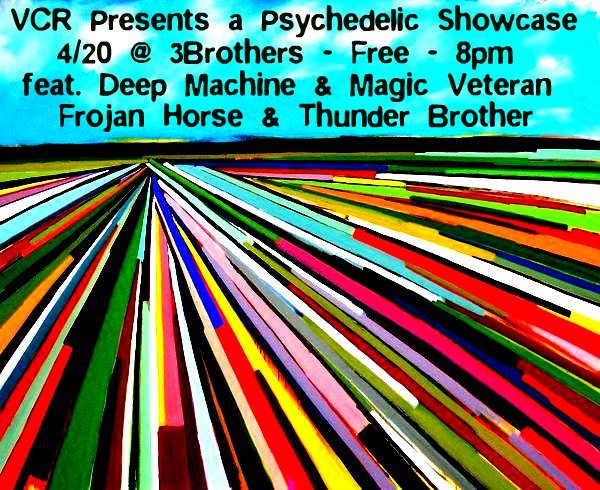 VCR Presents a Psychedelic Showcase
4/20 @ 3Brothers - Free - 8pm
feat. Deep Machine & Magic Veteran
Frojan Horse & Thunder Brother